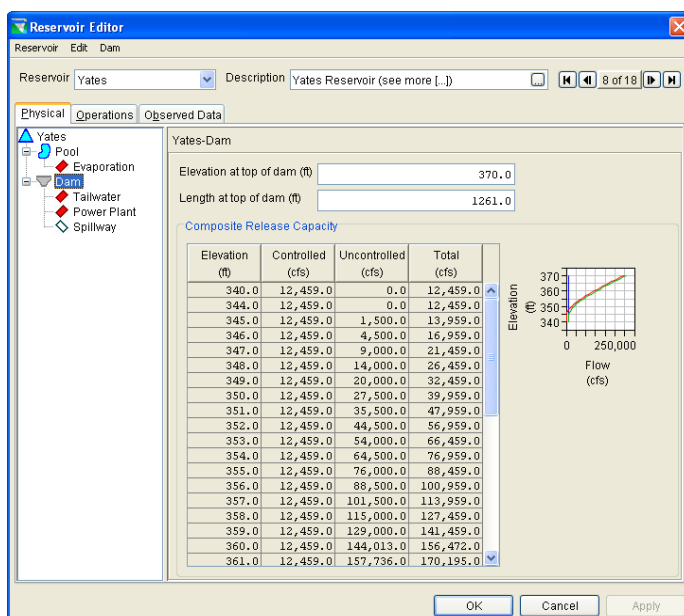 Reservoir Editor
Reservoir Edit Dam
Reservoir Yates Description Yates Reservoir (see more [...]) ... 8 of 18
Physical Operations Observed Data
Yates
Pool
Evaporation
Dam
Tailwater
Power Plant
Spillway
Yates-Dam
Elevation at top of dam (ft) 370.0
Length at top of dam (ft) 1261.0
Composite Release Capacity
Elevation Controlled Uncontrolled Total
(ft) (cfs) (cfs) (cfs)
340.0 12,459.0 0.0 12,459.0
344.0 12,459.0 0.0 12,459.0
345.0 12,459.0 1,500.0 13,959.0
346.0 12,459.0 4,500.0 16,959.0
347.0 12,459.0 9,000.0 21,459.0
348.0 12,459.0 14,000.0 26,459.0
349.0 12,459.0 20,000.0 32,459.0
350.0 12,459.0 27,500.0 39,959.0
351.0 12,459.0 35,500.0 47,959.0
352.0 12,459.0 44,500.0 56,959.0
353.0 12,459.0 54,000.0 66,459.0
354.0 12,459.0 64,500.0 76,959.0
355.0 12,459.0 76,000.0 88,459.0
356.0 12,459.0 88,500.0 100,959.0
357.0 12,459.0 101,500.0 113,959.0
358.0 12,459.0 115,000.0 127,459.0
359.0 12,459.0 129,000.0 141,459.0
360.0 12,459.0 144,013.0 156,472.0
361.0 12,459.0 157,736.0 170,195.0
Elevation
(ft)
370
360
350
340
0 250,000
Flow
(cfs)
OK Cancel Apply